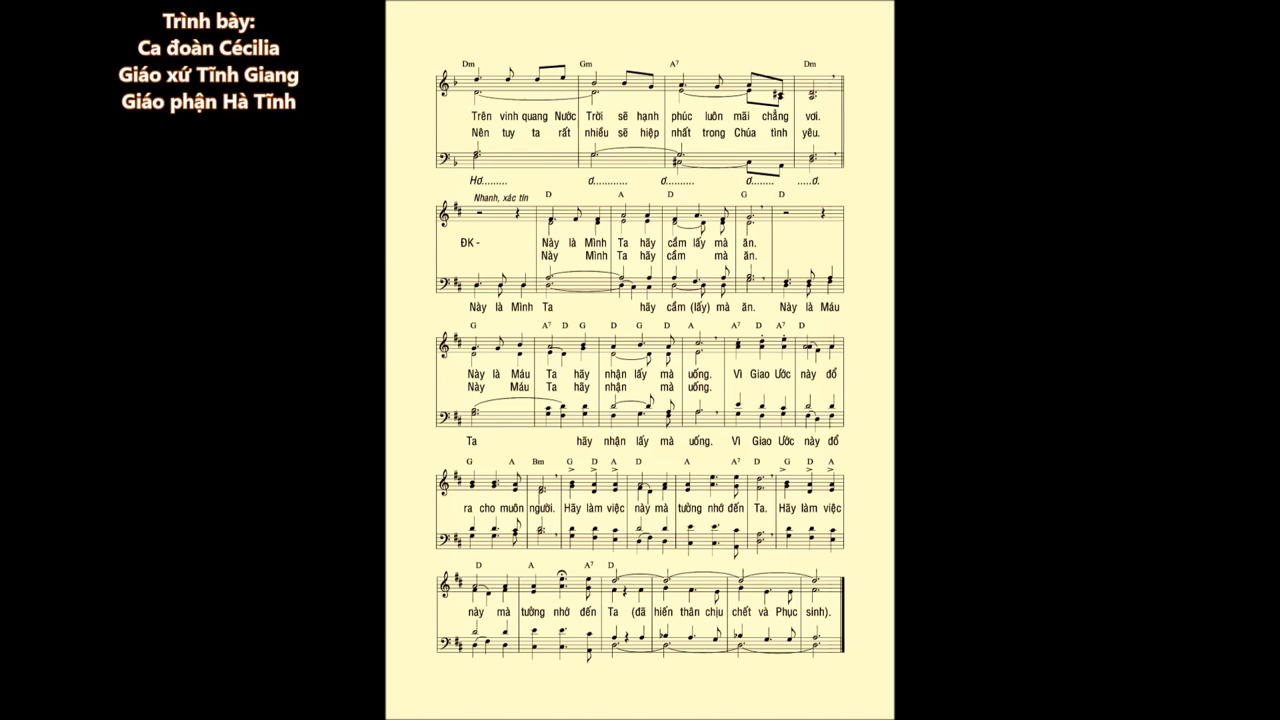 Trình bày:
Ca đoàn Cécilia
Giáo xứ Tĩnh Giang
Giáo phận Hà Tĩnh
Dm Gm A7 Dm
Trên vinh quang Nước Trời sẽ hạnh phúc luôn mãi chẳng vơi.
Nên tuy ta rất nhiều sẽ hiệp nhất trong Chúa tình yêu.
Hơ......... ơ............ ơ.......... ơ........ .....ơ.
Nhanh, xác tín D A D G D
ĐK - Này là Mình Ta hãy cầm lấy mà ăn.
Này Mình Ta hãy cầm mà ăn.
Này là Mình Ta hãy cầm (lấy) mà ăn. Này là Máu
G A7 D G D G D A A7 D A7 D
Này là Máu Ta hãy nhận lấy mà uống. Vì Giao Ước này đổ
Này Máu Ta hãy nhận mà uống.
Ta hãy nhận lấy mà uống. Vì Giao Ước này đổ
G A Bm G D A D A A7 D G D A
ra cho muôn người. Hãy làm việc này mà tưởng nhớ đến Ta. Hãy làm việc
D A A7 D
này mà tưởng nhớ đến Ta (đã hiến thân chịu chết và Phục sinh).